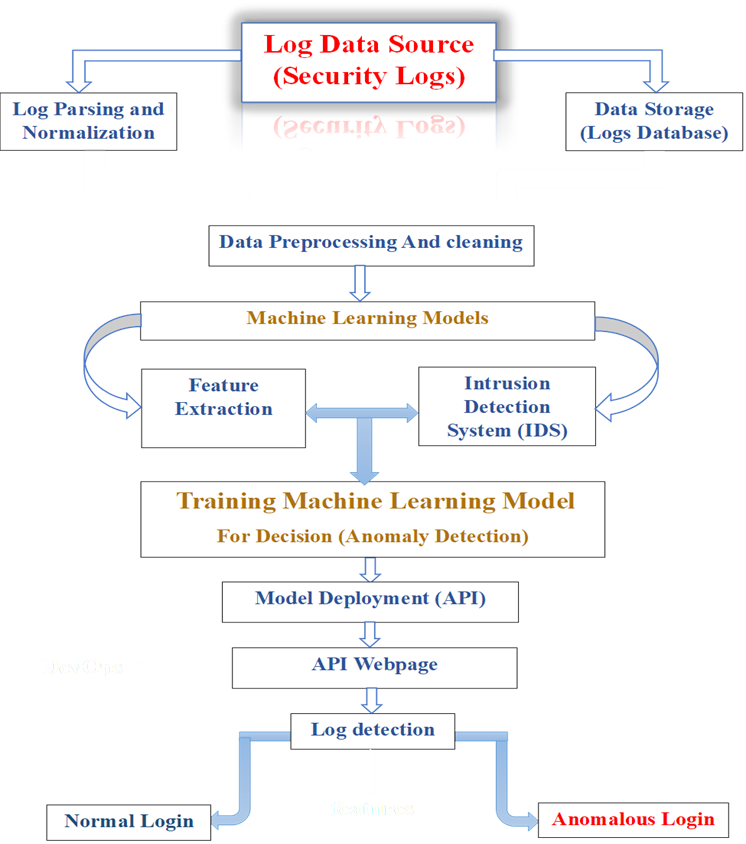 Log Data Source
(Security Logs)
Log Parsing and
Normalization
Data Storage
(Logs Database)
(Security Logs)
Data Preprocessing And cleaning
Machine Learning Models
Feature
Extraction
Intrusion
Detection
System (IDS)
Training Machine Learning Model
For Decision (Anomaly Detection)
Model Deployment (API)
API Webpage
Log detection
Normal Login
Anomalous Login